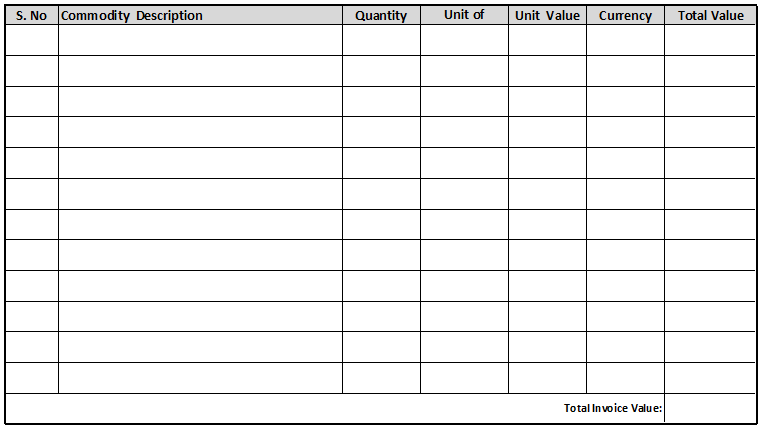 S. No Commodity Description Quantity Unit of Unit Value Currency Total Value
Total Invoice Value: